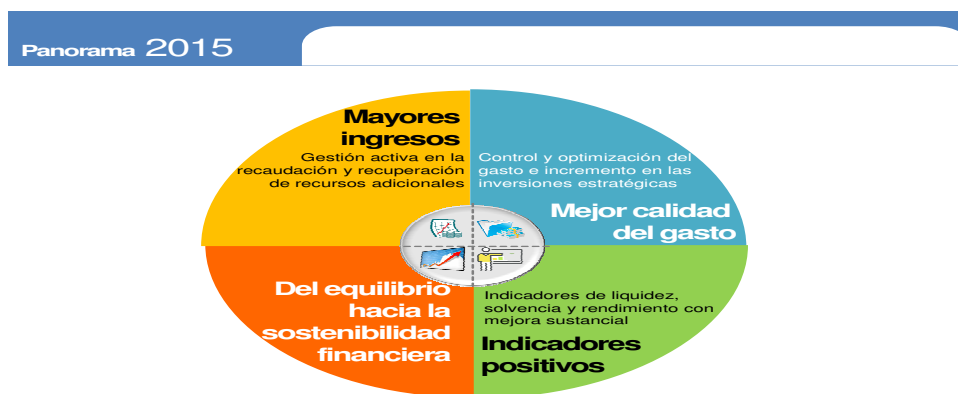 Panorama 2015
Mayores
ingresos
Gestión activa en la
recaudación y recuperación
de recursos adicionales
Control y optimización del
gasto e incremento en las
inversiones estratégicas
Mejor calidad
del gasto
Del equilibrio
hacia la
sostenibilidad
financiera
Indicadores de liquidez,
solvencia y rendimiento con
mejora sustancial
Indicadores
positivos